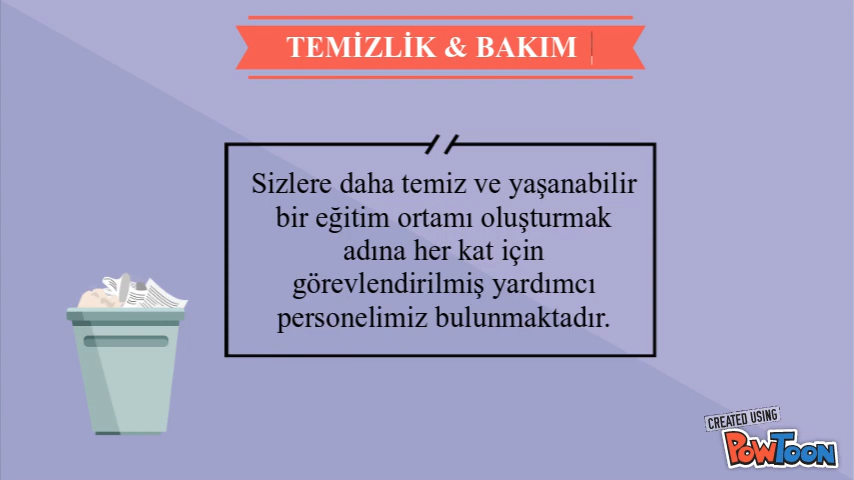 TEMİZLİK & BAKIM
Sizlere daha temiz ve yaşanabilir
bir eğitim ortamı oluşturmak
adına her kat için
görevlendirilmiş yardımcı
personelimiz bulunmaktadır.
CREATED USING
POWTOON